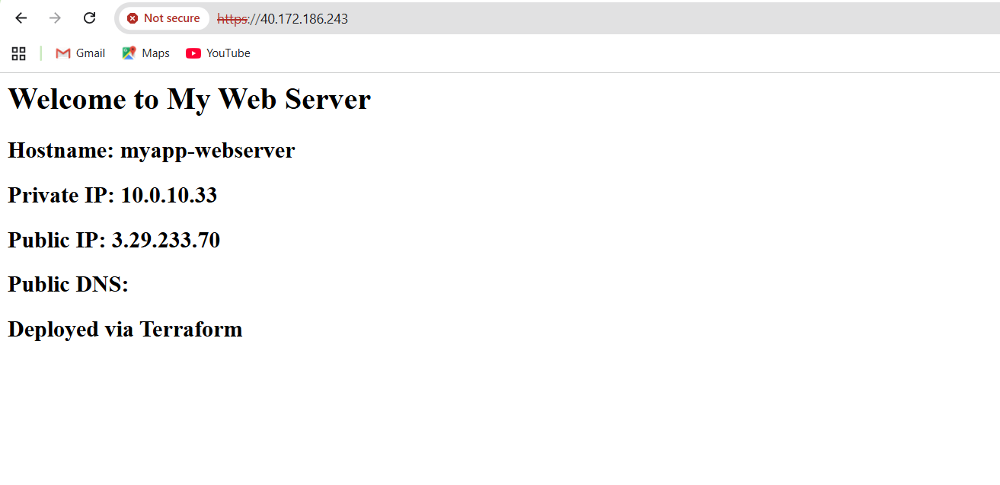 Not secure https://40.172.186.243
Gmail Maps YouTube
Welcome to My Web Server
Hostname: myapp-webserver
Private IP: 10.0.10.33
Public IP: 3.29.233.70
Public DNS:
Deployed via Terraform